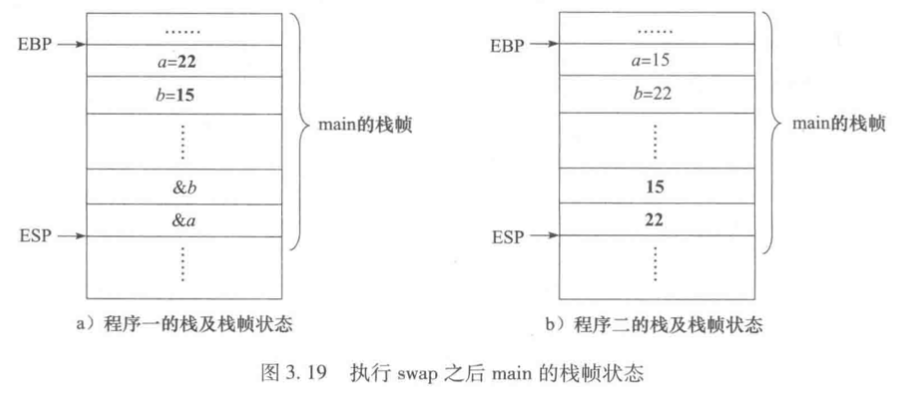 ……
EBP
a=22
b=15
……
main的栈帧
&b
&a
ESP
……
a）程序一的栈及栈帧状态
……
EBP
a=15
b=22
……
main的栈帧
15
22
ESP
……
b）程序二的栈及栈帧状态
图 3.19 执行 swap 之后 main 的栈帧状态